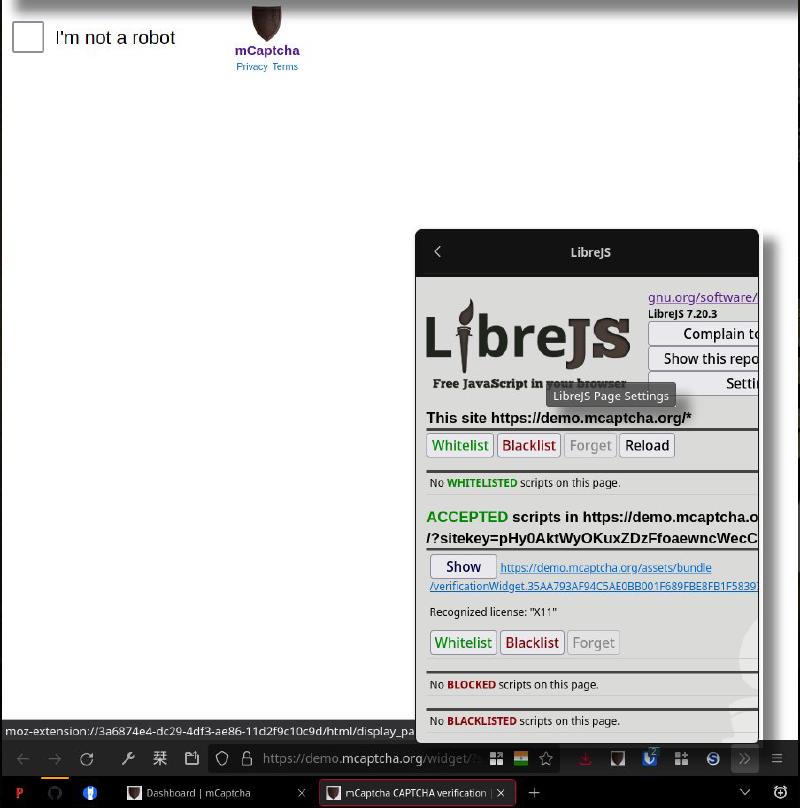 I'm not a robot
mCaptcha
Privacy Terms
LibreJS
gnu.org/software/
LibreJS 7.20.3
LibreJS
Complain to
Show this repo
Free JavaScript in your browser
Settin
LibreJS Page Settings
This site https://demo.mcaptcha.org/*
Whitelist Blacklist Forget Reload
No WHITELISTED scripts on this page.
ACCEPTED scripts in https://demo.mcaptcha.o
/?sitekey=pHy0AktWyOKuxZDzFfoaewncWecC
Show https://demo.mcaptcha.org/assets/bundle
/verificationWidget.35AA793AF94C5AE0BB001F689FBE8FB1F5839
Recognized license: "X11"
Whitelist Blacklist Forget
No BLOCKED scripts on this page.
No BLACKLISTED scripts on this page.
moz-extension://3a6874e4-dc29-4df3-ae86-11d2f9c10c9d/html/display_pa
栞 https://demo.mcaptcha.org/widget/? 2 S
P Dashboard | mCaptcha mCaptcha CAPTCHA verification |